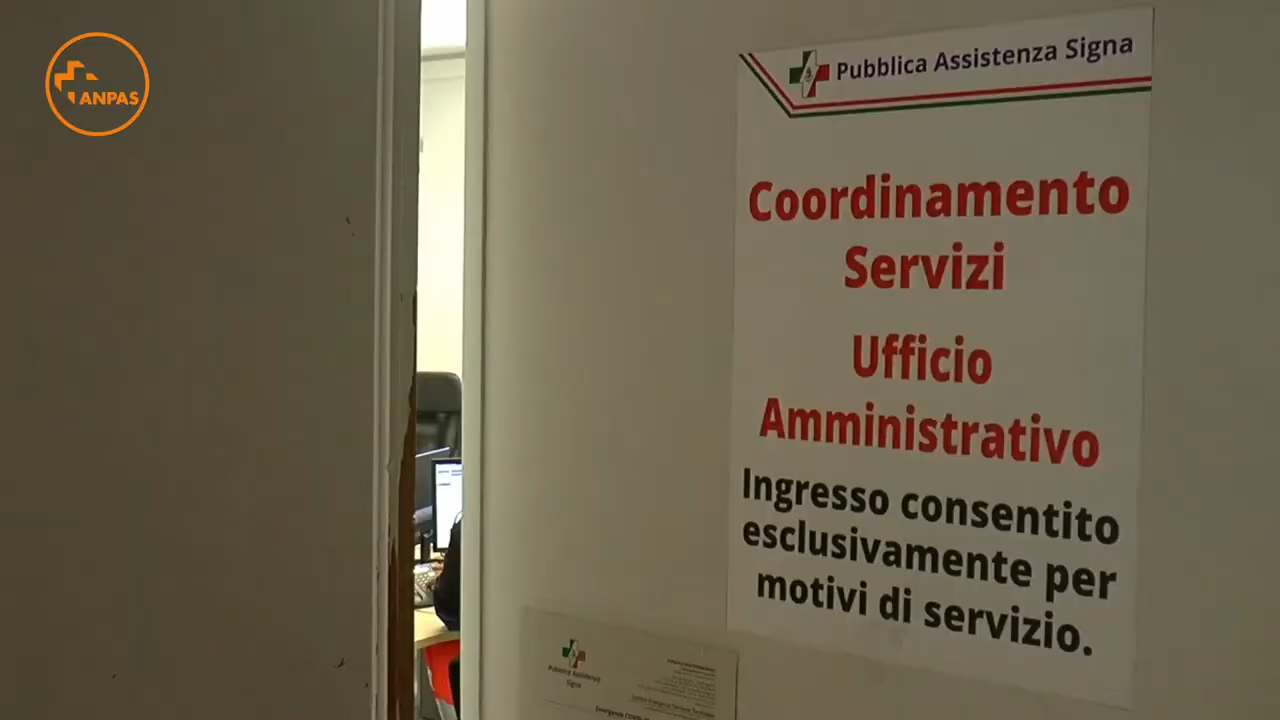 ANPAS
Pubblica Assistenza Signa
Coordinamento
Servizi
Ufficio
Amministrativo
Ingresso consentito
esclusivamente per
motivi di servizio.
Pubblica Assistenza
Signa